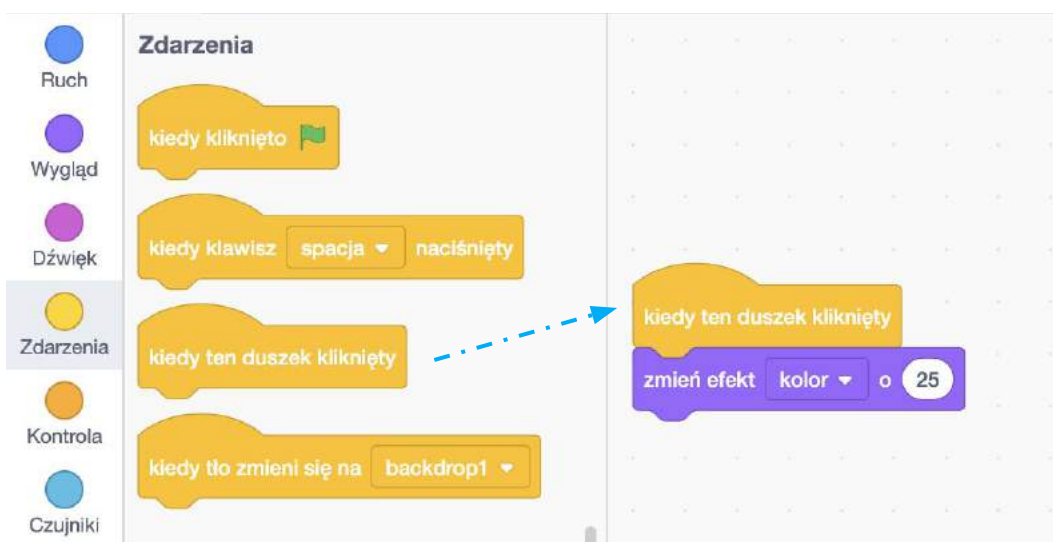 Ruch
Wygląd
Dźwięk
Zdarzenia
Kontrola
Czujniki
Zdarzenia
kiedy kliknięto
kiedy klawisz spacja naciśnięty
kiedy ten duszek kliknięty
kiedy tło zmieni się na backdrop1
kiedy ten duszek kliknięty
zmień efekt kolor o 25